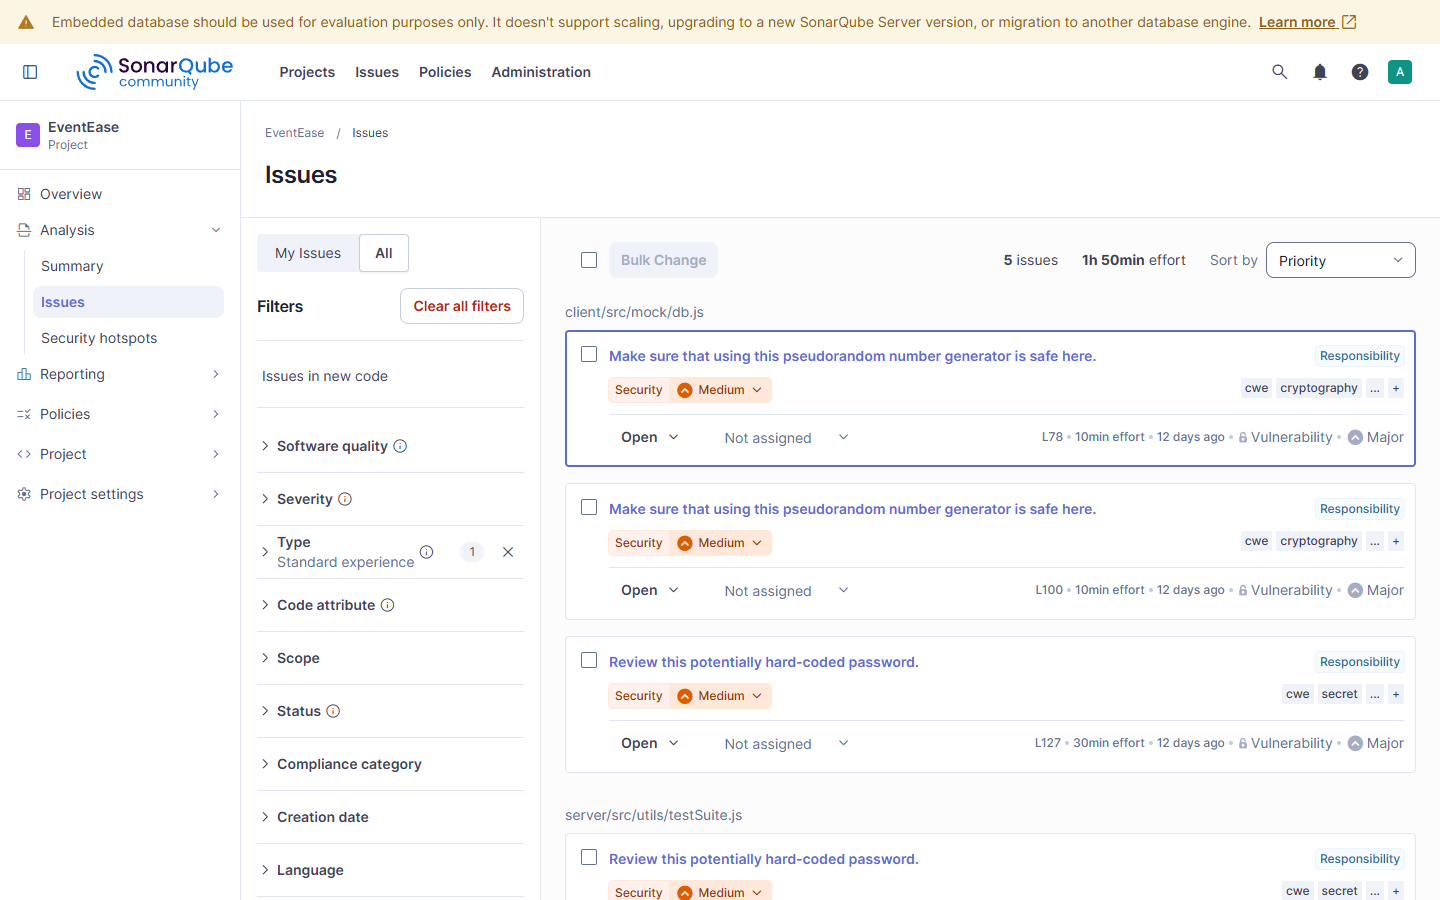 Embedded database should be used for evaluation purposes only. It doesn't support scaling, upgrading to a new SonarQube Server version, or migration to another database engine. Learn more
SonarQube
community
Projects
Issues
Policies
Administration
?
A
E
EventEase
Project
Overview
Analysis
Summary
Issues
Security hotspots
Reporting
Policies
Project
Project settings
EventEase / Issues
Issues
My Issues
All
Filters
Clear all filters
Issues in new code
Software quality
Severity
Type
Standard experience
1
Code attribute
Scope
Status
Compliance category
Creation date
Language
Bulk Change
5 issues
1h 50min effort
Sort by
Priority
client/src/mock/db.js
Make sure that using this pseudorandom number generator is safe here.
Responsibility
Security
Medium
cwe
cryptography
...
+
Open
Not assigned
L78 • 10min effort • 12 days ago • Vulnerability • Major
Make sure that using this pseudorandom number generator is safe here.
Responsibility
Security
Medium
cwe
cryptography
...
+
Open
Not assigned
L100 • 10min effort • 12 days ago • Vulnerability • Major
Review this potentially hard-coded password.
Responsibility
Security
Medium
cwe
secret
...
+
Open
Not assigned
L127 • 30min effort • 12 days ago • Vulnerability • Major
server/src/utils/testSuite.js
Review this potentially hard-coded password.
Responsibility
Security
Medium
cwe
secret
...
+